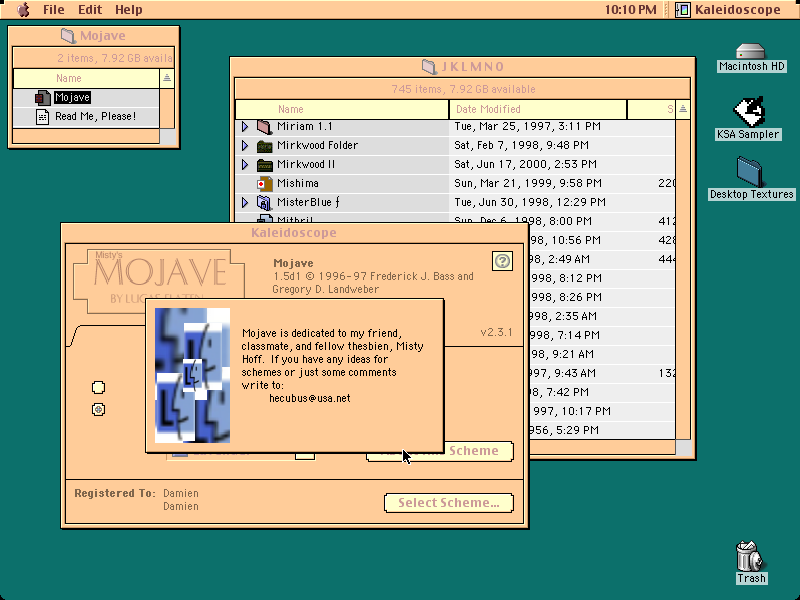 File Edit Help
10:10 PM
Kaleidoscope
Mojave
2 items, 7.92 GB availa
Name
Mojave
Read Me, Please!
JKLMNO
745 items, 7.92 GB available
Name Date Modified S
Miriam 1.1 Tue, Mar 25, 1997, 3:11 PM
Mirkwood Folder Sat, Feb 7, 1998, 9:48 PM
Mirkwood II Sat, Jun 17, 2000, 2:53 PM
Mishima Sun, Mar 21, 1999, 9:58 PM 220
MisterBlue ƒ Tue, Jun 30, 1998, 12:29 PM
Mithril Sun, Dec 6, 1998, 8:00 PM 412
98, 10:56 PM 428
98, 2:49 AM 444
98, 8:12 PM
98, 8:26 PM
98, 2:35 AM
98, 7:14 PM
98, 9:21 AM
997, 9:43 AM 132
98, 7:42 PM
997, 10:17 PM
956, 5:29 PM
Macintosh HD
KSA Sampler
Desktop Textures
Trash
Kaleidoscope
Misty's
MOJAVE
BY LUCAS
Mojave
1.5d1 © 1996-97 Frederick J. Bass and
Gregory D. Landweber
v2.3.1
Mojave is dedicated to my friend,
classmate, and fellow thesbien, Misty
Hoff. If you have any ideas for
schemes or just some comments
write to:
hecubus@usa.net
Scheme
Registered To: Damien
Damien
Select Scheme...